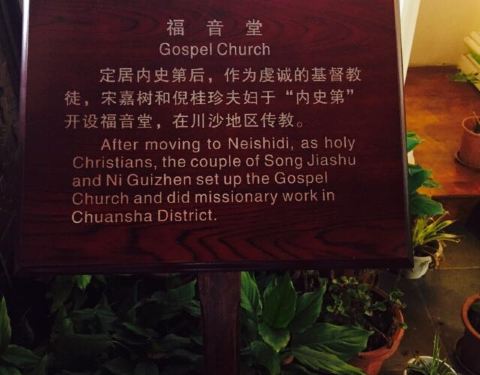 福音堂
Gospel Church
定居内史第后，作为虔诚的基督教
徒，宋嘉树和倪桂珍夫妇于“内史第”
开设福音堂，在川沙地区传教。
After moving to Neishidi, as holy
Christians, the couple of Song Jiashu
and Ni Guizhen set up the Gospel
Church and did missionary work in
Chuansha District.